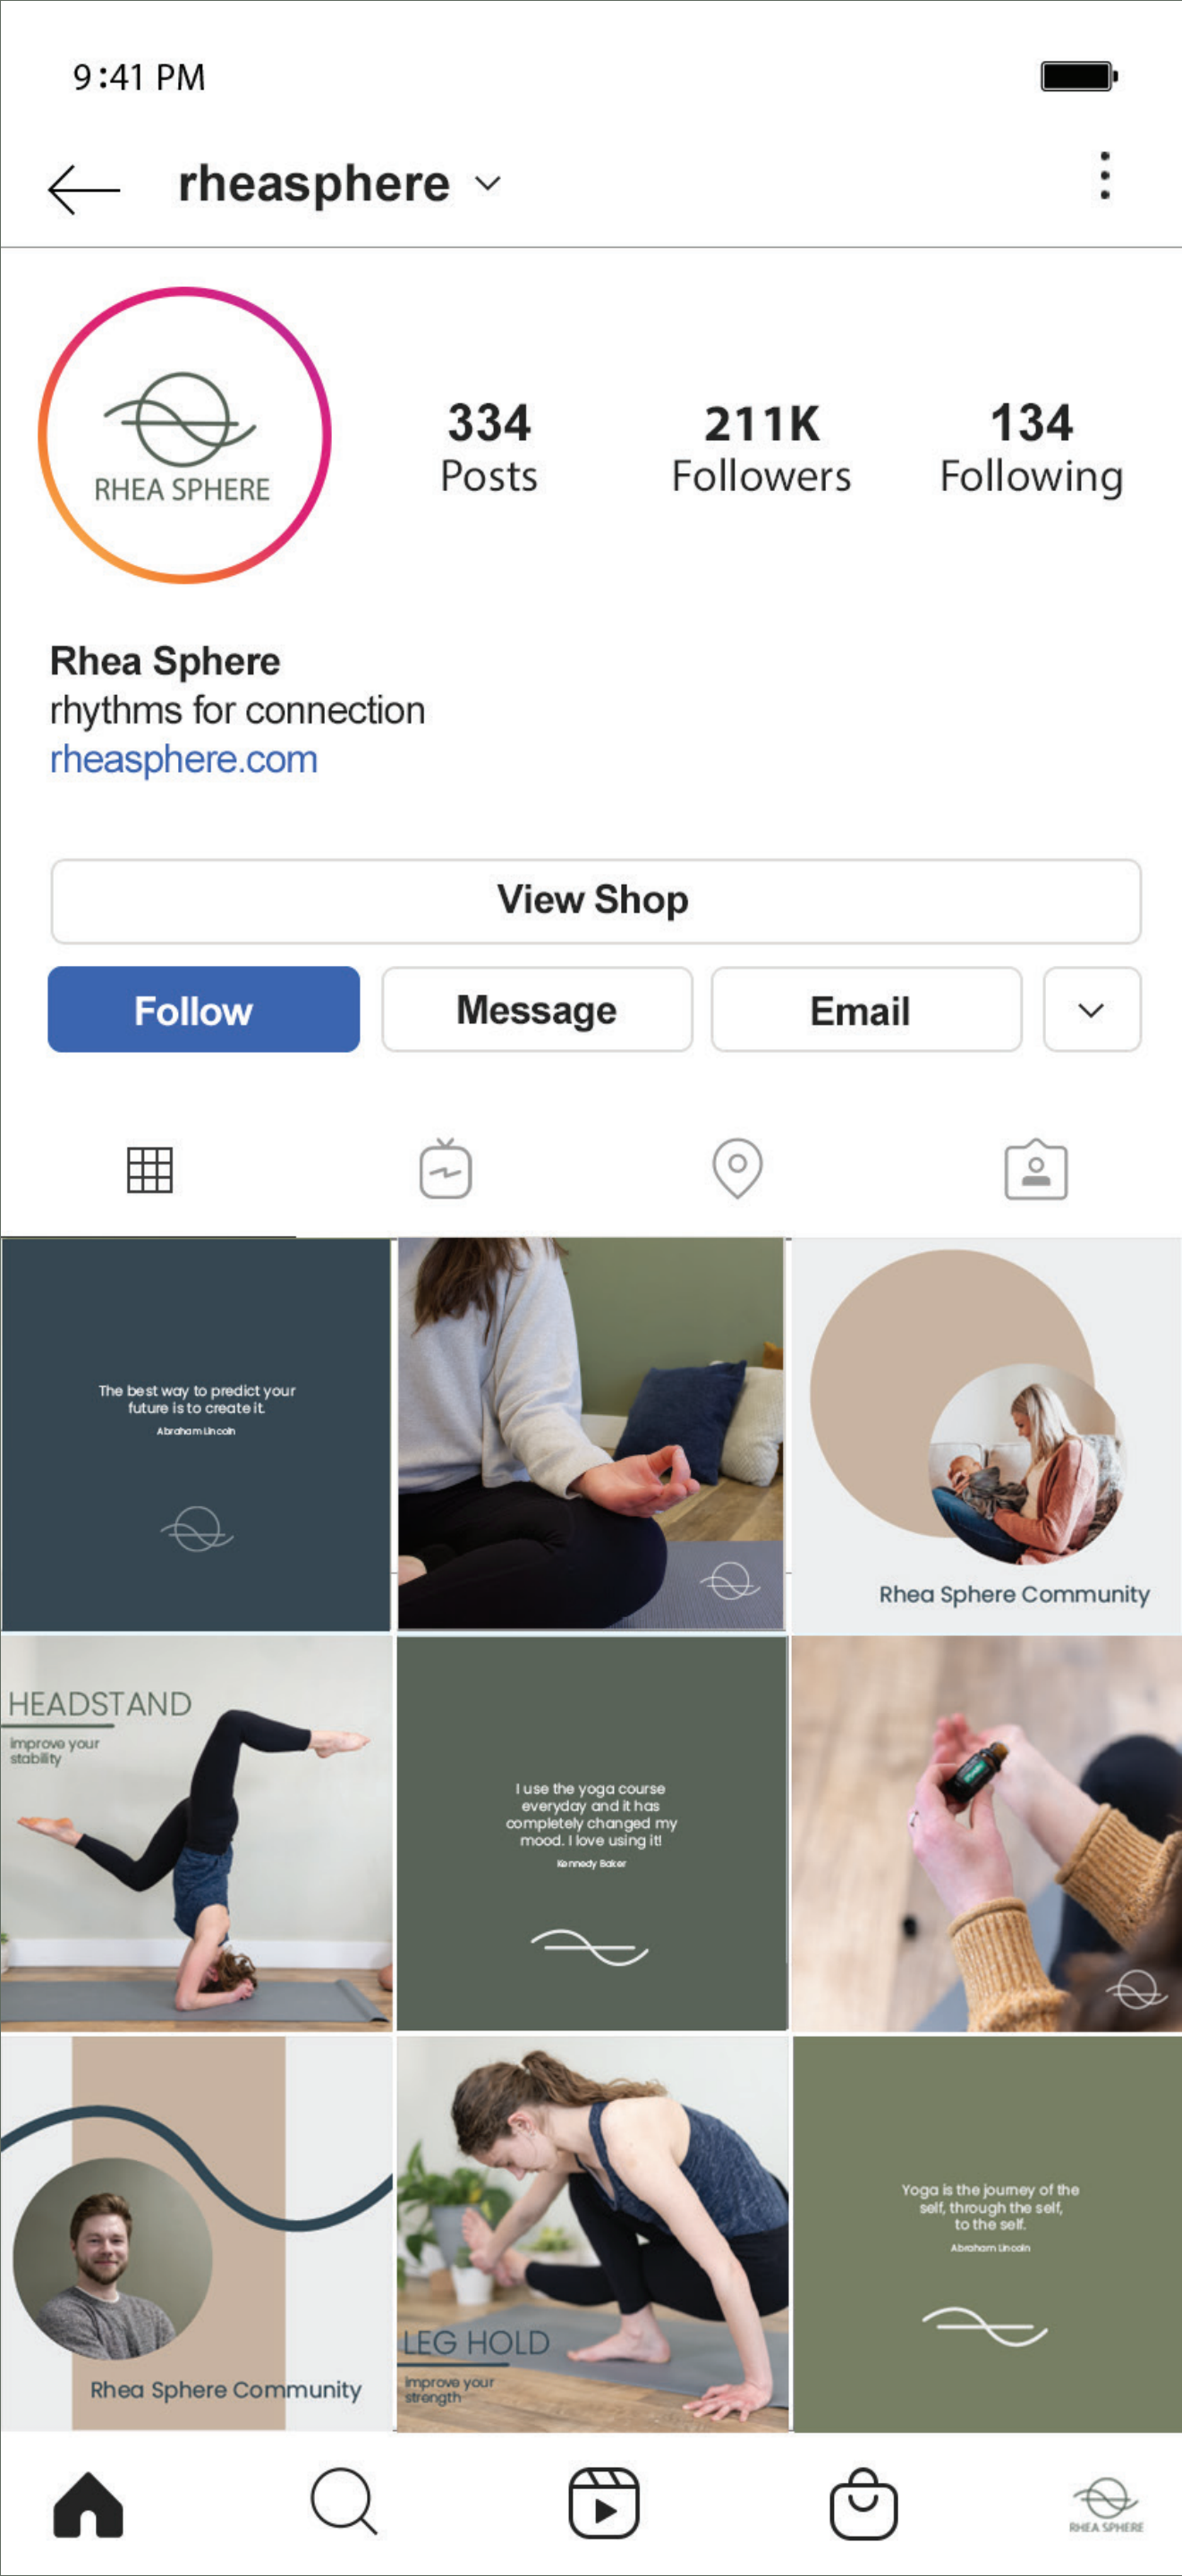 9:41 PM
rheasphere
RHEA SPHERE
334
Posts
211K
Followers
134
Following
Rhea Sphere
rhythms for connection
rheasphere.com
View Shop
Follow
Message
Email
The best way to predict your
future is to create it.
Abraham Lincoln
Rhea Sphere Community
HEADSTAND
improve your
stability
I use the yoga course
everyday and it has
completely changed my
mood. I love using it!
Kennedy Baker
Rhea Sphere Community
LEG HOLD
improve your
strength
Yoga is the journey of the
self, through the self,
to the self.
Abraham Lincoln
RHEA SPHERE